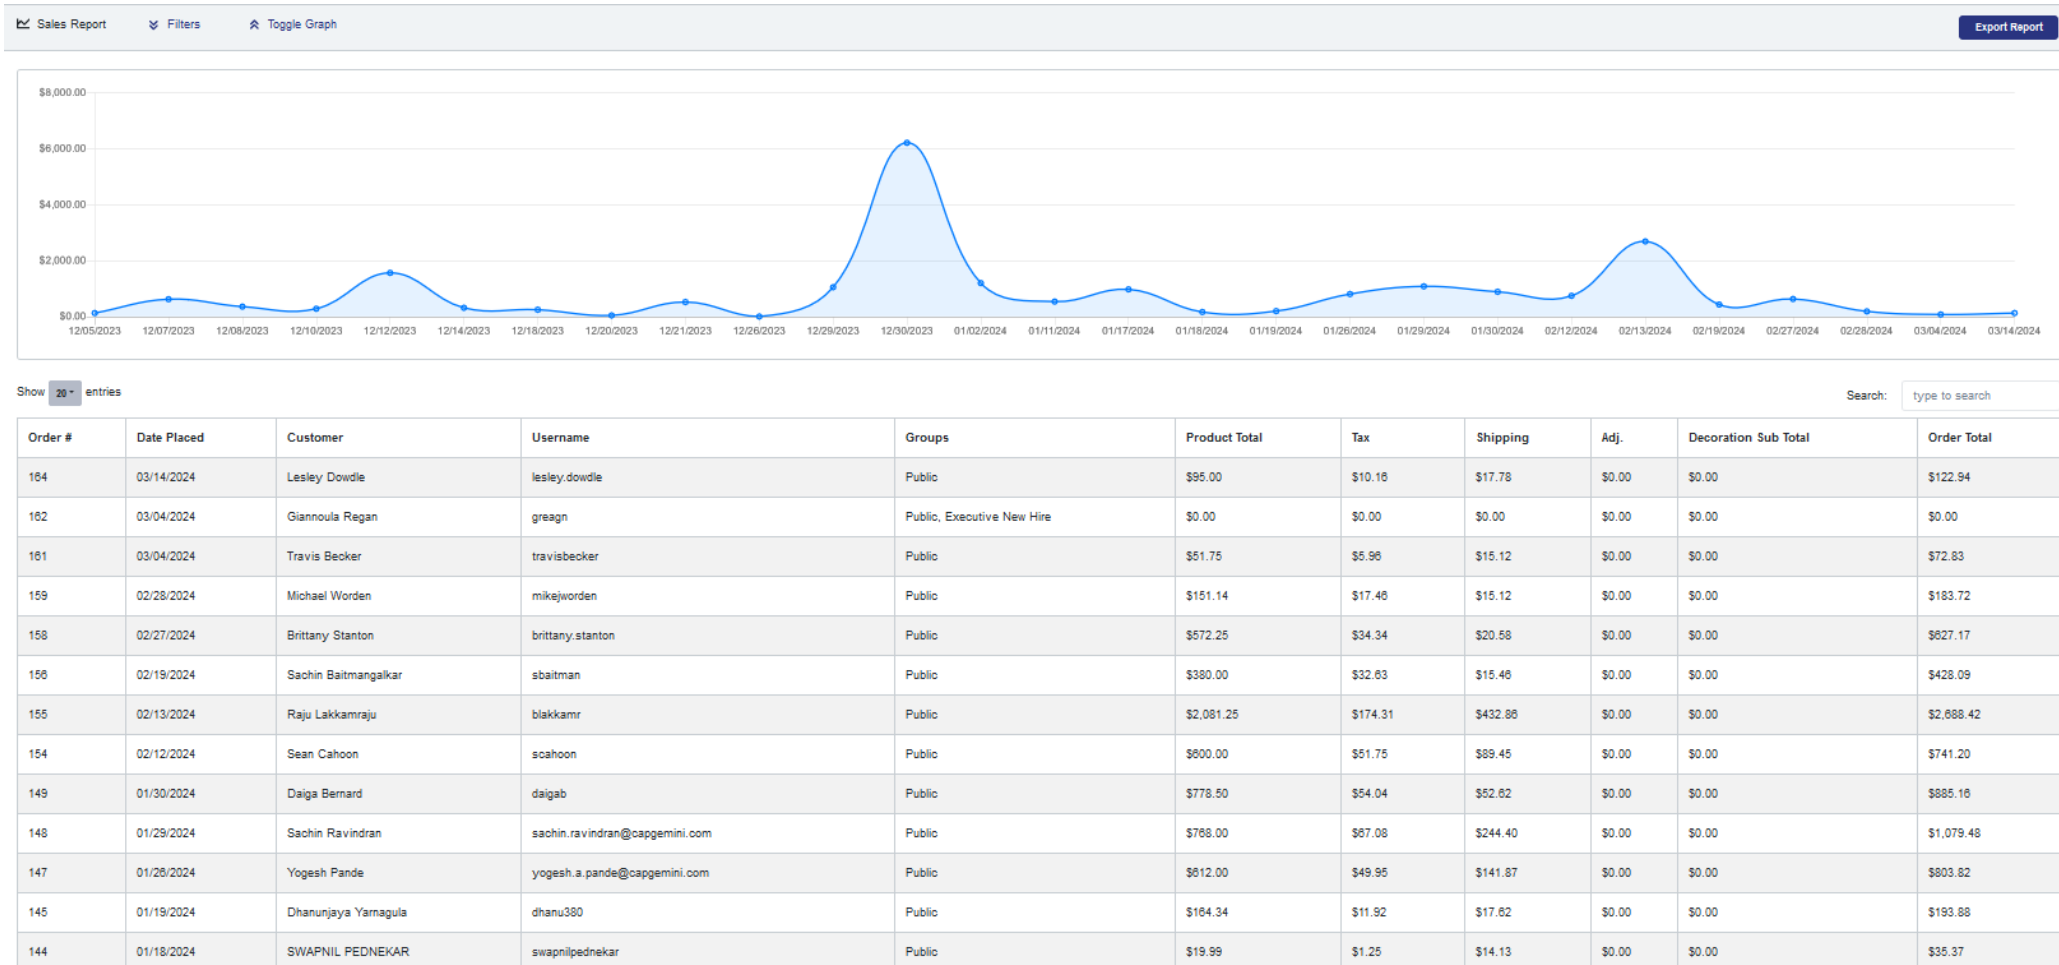 Sales Report Filters Toggle Graph Export Report
$8,000.00
$6,000.00
$4,000.00
$2,000.00
$0.00
12/05/2023 12/07/2023 12/08/2023 12/10/2023 12/12/2023 12/14/2023 12/18/2023 12/20/2023 12/21/2023 12/26/2023 12/29/2023 12/30/2023 01/02/2024 01/11/2024 01/17/2024 01/18/2024 01/19/2024 01/26/2024 01/29/2024 01/30/2024 02/12/2024 02/13/2024 02/19/2024 02/27/2024 02/28/2024 03/04/2024 03/14/2024
Show 20 entries Search: type to search
Order # Date Placed Customer Username Groups Product Total Tax Shipping Adj. Decoration Sub Total Order Total
164 03/14/2024 Lesley Dowdle lesley.dowdle Public $95.00 $10.16 $17.78 $0.00 $0.00 $122.94
162 03/04/2024 Giannoula Regan greagn Public, Executive New Hire $0.00 $0.00 $0.00 $0.00 $0.00 $0.00
161 03/04/2024 Travis Becker travisbecker Public $51.75 $5.96 $15.12 $0.00 $0.00 $72.83
159 02/28/2024 Michael Worden mikejworden Public $151.14 $17.46 $15.12 $0.00 $0.00 $183.72
158 02/27/2024 Brittany Stanton brittany.stanton Public $572.25 $34.34 $20.58 $0.00 $0.00 $627.17
156 02/19/2024 Sachin Baitmangalkar sbaitman Public $380.00 $32.63 $15.46 $0.00 $0.00 $428.09
155 02/13/2024 Raju Lakkamraju blakkamr Public $2,081.25 $174.31 $432.86 $0.00 $0.00 $2,688.42
154 02/12/2024 Sean Cahoon scahoon Public $600.00 $51.75 $89.45 $0.00 $0.00 $741.20
149 01/30/2024 Daiga Bernard daigab Public $778.50 $54.04 $52.62 $0.00 $0.00 $885.16
148 01/29/2024 Sachin Ravindran sachin.ravindran@capgemini.com Public $768.00 $67.08 $244.40 $0.00 $0.00 $1,079.48
147 01/26/2024 Yogesh Pande yogesh.a.pande@capgemini.com Public $612.00 $49.95 $141.87 $0.00 $0.00 $803.82
145 01/19/2024 Dhanunjaya Yarnagula dhanu380 Public $164.34 $11.92 $17.62 $0.00 $0.00 $193.88
144 01/18/2024 SWAPNIL PEDNEKAR swapnilpednekar Public $19.99 $1.25 $14.13 $0.00 $0.00 $35.37